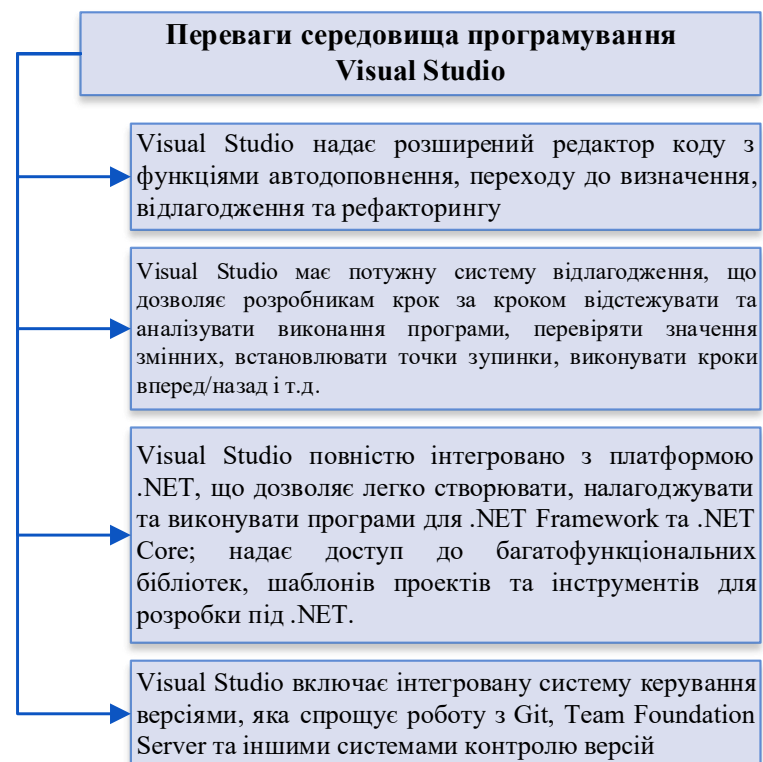 Переваги середовища програмування
Visual Studio
Visual Studio надає розширений редактор коду з
функціями автодоповнення, переходу до визначення,
відлагодження та рефакторингу
Visual Studio має потужну систему відлагодження, що
дозволяє розробникам крок за кроком відстежувати та
аналізувати виконання програми, перевіряти значення
змінних, встановлювати точки зупинки, виконувати кроки
вперед/назад і т.д.
Visual Studio повністю інтегровано з платформою
.NET, що дозволяє легко створювати, налагоджувати
та виконувати програми для .NET Framework та .NET
Core; надає доступ до багатофункціональних
бібліотек, шаблонів проектів та інструментів для
розробки під .NET.
Visual Studio включає інтегровану систему керування
версіями, яка спрощує роботу з Git, Team Foundation
Server та іншими системами контролю версій